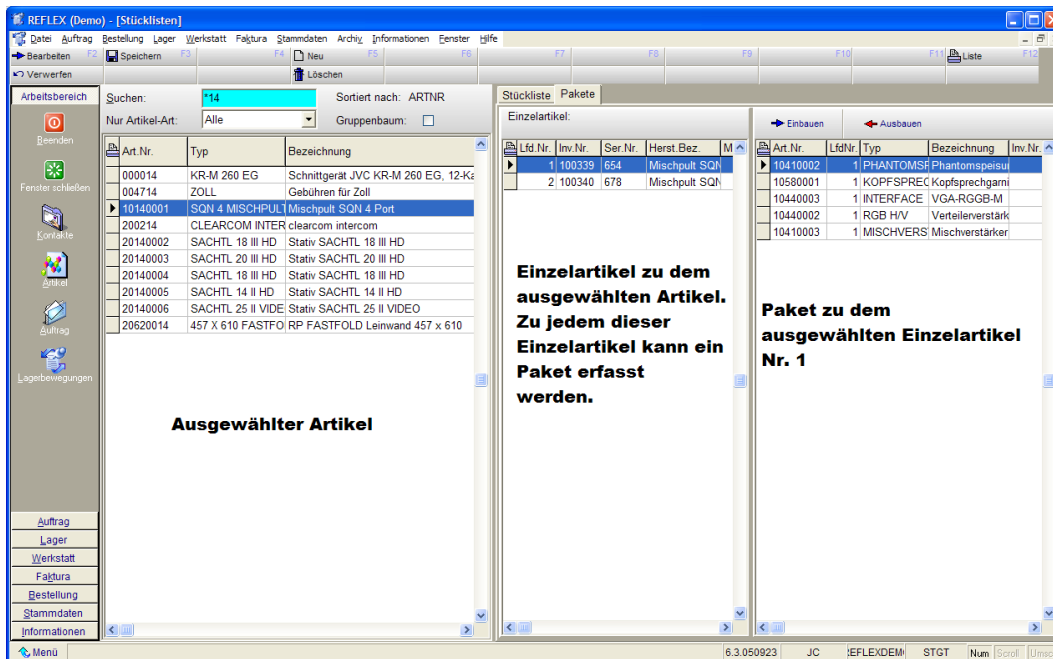 REFLEX (Demo) - [Stücklisten]
Datei Auftrag Bestellung Lager Werkstatt Faktura Stammdaten Archiv Informationen Fenster Hilfe
Bearbeiten F2 Speichern F3 F4 Neu F5 F6 F7 F8 F9 F10 F11 Liste F12
Verwerfen Löschen
Arbeitsbereich
Beenden
Fenster schließen
Kontakte
Artikel
Auftrag
Lagerbewegungen
Auftrag
Lager
Werkstatt
Faktura
Bestellung
Stammdaten
Informationen
Suchen: *14 Sortiert nach: ARTNR
Nur Artikel-Art: Alle Gruppenbaum:
Art.Nr. Typ Bezeichnung
000014 KR-M 260 EG Schnittgerät JVC KR-M 260 EG, 12-Ka
004714 ZOLL Gebühren für Zoll
10140001 SQN 4 MISCHPULT Mischpult SQN 4 Port
200214 CLEARCOM INTER clearcom intercom
20140002 SACHTL 18 III HD Stativ SACHTL 18 III HD
20140003 SACHTL 20 III HD Stativ SACHTL 20 III HD
20140004 SACHTL 18 III HD Stativ SACHTL 18 III HD
20140005 SACHTL 14 II HD Stativ SACHTL 14 II HD
20140006 SACHTL 25 II VIDE Stativ SACHTL 25 II VIDEO
20620014 457 X 610 FASTFO RP FASTFOLD Leinwand 457 x 610
Ausgewählter Artikel
Stückliste Pakete
Einzelartikel:
Lfd.Nr. Inv.Nr. Ser.Nr. Herst.Bez. M
1 100339 654 Mischpult SQN
2 100340 678 Mischpult SQN
Einzelartikel zu dem
ausgewählten Artikel.
Zu jedem dieser
Einzelartikel kann ein
Paket erfasst
werden.
Einbauen Ausbauen
Art.Nr. LfdNr. Typ Bezeichnung Inv.Nr.
10410002 1 PHANTOMSP Phantomspeisu
10580001 1 KOPFSPREC Kopfsprechgarni
10440003 1 INTERFACE VGA-RGGB-M
10440002 1 RGB H/V Verteilerverstärk
10410003 1 MISCHVERS Mischverstärker
Paket zu dem
ausgewählten Einzelartikel
Nr. 1
Menü 6.3.050923 JC REFLEXDEM STGT Num Scroll Umsc